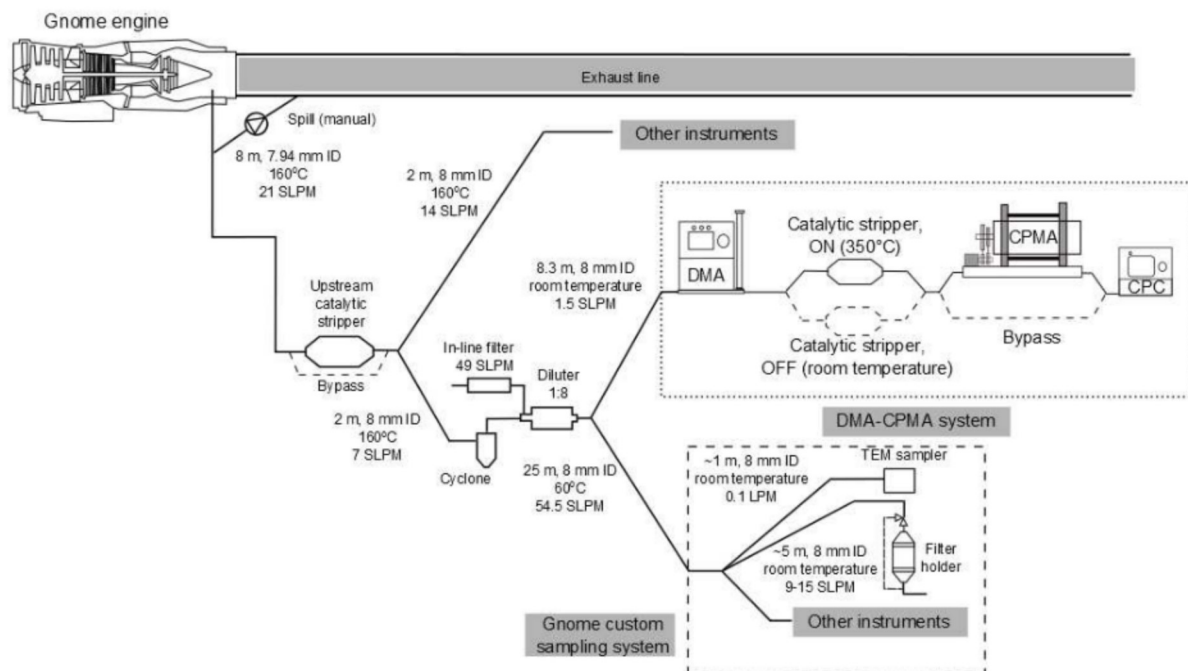 Gnome engine
Exhaust line
Spill (manual)
8 m, 7.94 mm ID
160⁰C
21 SLPM
2 m, 8 mm ID
160⁰C
14 SLPM
Other instruments
Upstream
catalytic
stripper
Bypass
2 m, 8 mm ID
160⁰C
7 SLPM
Cyclone
In-line filter
49 SLPM
Diluter
1:8
8.3 m, 8 mm ID
room temperature
1.5 SLPM
DMA
Catalytic stripper,
ON (350°C)
Catalytic stripper,
OFF (room temperature)
CPMA
Bypass
CPC
DMA-CPMA system
25 m, 8 mm ID
60⁰C
54.5 SLPM
~1 m, 8 mm ID
room temperature
0.1 LPM
TEM sampler
~5 m, 8 mm ID
room temperature
9-15 SLPM
Filter
holder
Other instruments
Gnome custom
sampling system